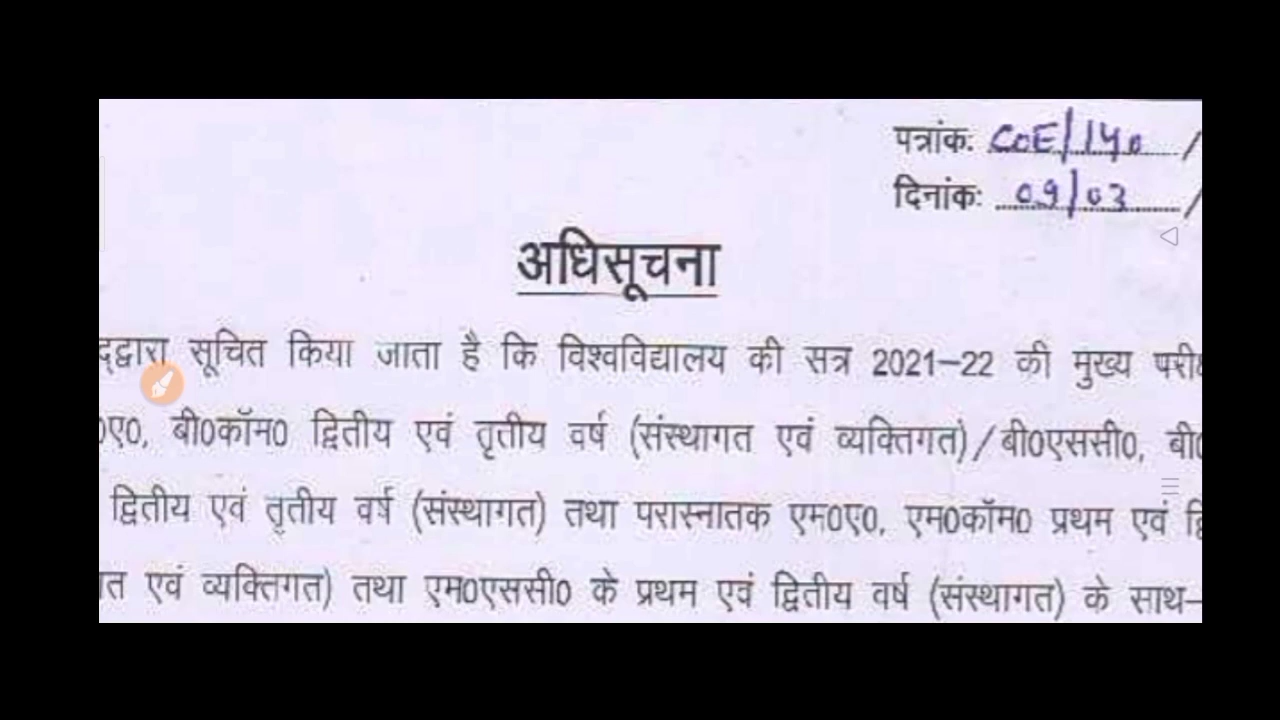 पत्रांक: COE/140 /
दिनांक: 09/03 /
अधिसूचना
द्द्वारा सूचित किया जाता है कि विश्वविद्यालय की सत्र 2021–22 की मुख्य
ए0, बी0कॉम0 द्वितीय एवं तृतीय वर्ष (संस्थागत एवं व्यक्तिगत)/बी0एससी0,
द्वितीय एवं तृतीय वर्ष (संस्थागत) तथा परास्नातक एम0ए0, एम0कॉम0 प्रथम एवं
त एवं व्यक्तिगत) तथा एम0एससी0 के प्रथम एवं द्वितीय वर्ष (संस्थागत) के साथ–